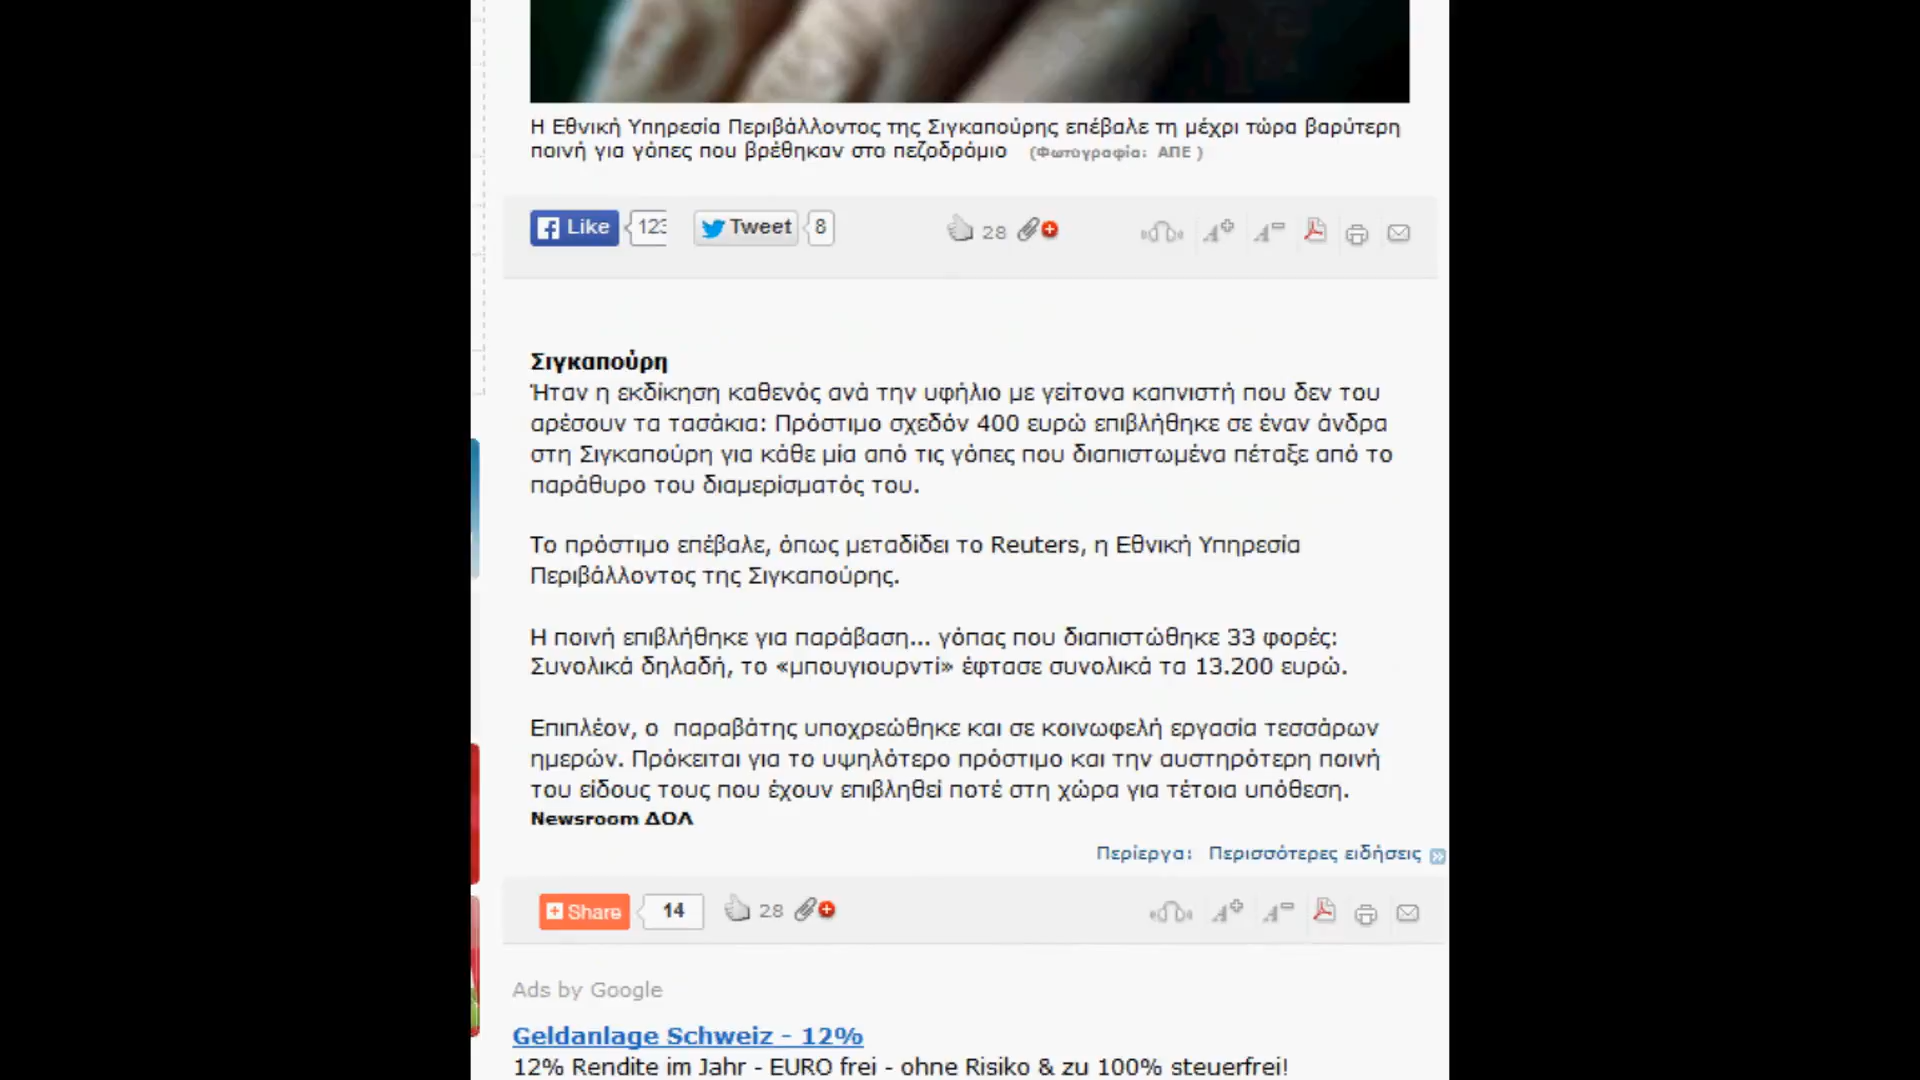 Η Εθνική Υπηρεσία Περιβάλλοντος της Σιγκαπούρης επέβαλε τη μέχρι τώρα βαρύτερη
ποινή για γόπες που βρέθηκαν στο πεζοδρόμιο (Φωτογραφία: ΑΠΕ )
Like 123 Tweet 8 28
Σιγκαπούρη
Ήταν η εκδίκηση καθενός ανά την υφήλιο με γείτονα καπνιστή που δεν του
αρέσουν τα τασάκια: Πρόστιμο σχεδόν 400 ευρώ επιβλήθηκε σε έναν άνδρα
στη Σιγκαπούρη για κάθε μία από τις γόπες που διαπιστωμένα πέταξε από το
παράθυρο του διαμερίσματός του.
Το πρόστιμο επέβαλε, όπως μεταδίδει το Reuters, η Εθνική Υπηρεσία
Περιβάλλοντος της Σιγκαπούρης.
Η ποινή επιβλήθηκε για παράβαση... γόπας που διαπιστώθηκε 33 φορές:
Συνολικά δηλαδή, το «μπουγιουρντί» έφτασε συνολικά τα 13.200 ευρώ.
Επιπλέον, ο παραβάτης υποχρεώθηκε και σε κοινωφελή εργασία τεσσάρων
ημερών. Πρόκειται για το υψηλότερο πρόστιμο και την αυστηρότερη ποινή
του είδους τους που έχουν επιβληθεί ποτέ στη χώρα για τέτοια υπόθεση.
Newsroom ΔΟΛ
Περίεργα: Περισσότερες ειδήσεις
Share 14 28
Ads by Google
Geldanlage Schweiz - 12%
12% Rendite im Jahr - EURO frei - ohne Risiko & zu 100% steuerfrei!